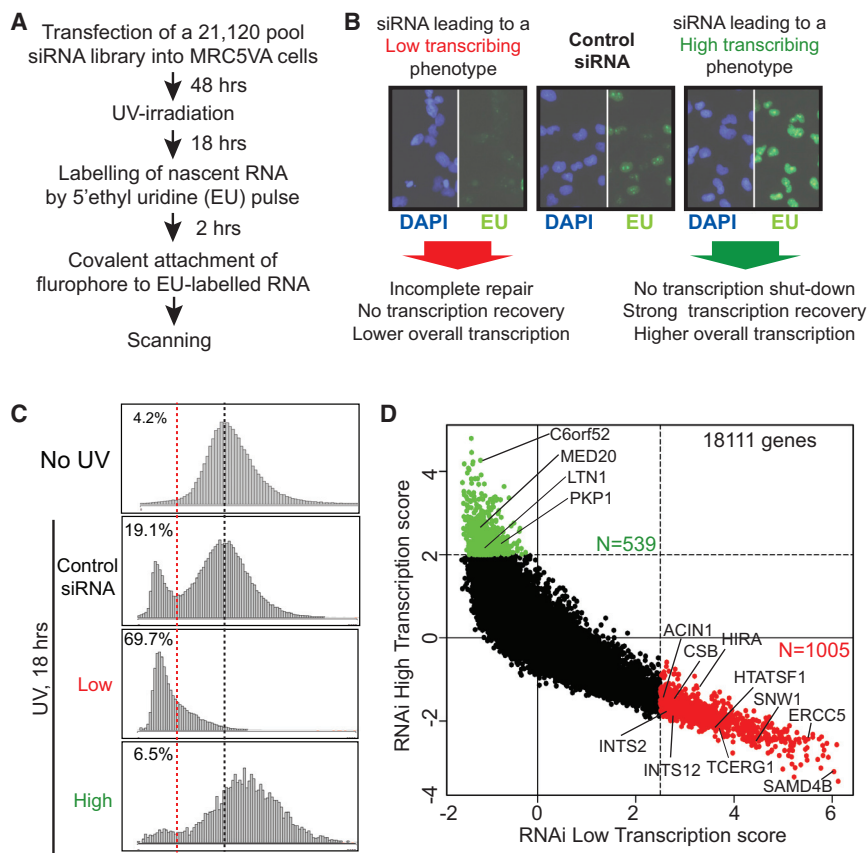 A
Transfection of a 21,120 pool
siRNA library into MRC5VA cells
48 hrs
UV-irradiation
18 hrs
Labelling of nascent RNA
by 5'ethyl uridine (EU) pulse
2 hrs
Covalent attachment of
flurophore to EU-labelled RNA
Scanning
B
siRNA leading to a
Low transcribing
phenotype
Control
siRNA
siRNA leading to a
High transcribing
phenotype
DAPI EU
DAPI EU
DAPI EU
Incomplete repair
No transcription recovery
Lower overall transcription
No transcription shut-down
Strong transcription recovery
Higher overall transcription
C
No UV
4.2%
UV, 18 hrs
Control
siRNA
19.1%
Low
69.7%
High
6.5%
D
18111 genes
C6orf52
MED20
LTN1
PKP1
N=539
N=1005
ACIN1
CSB
HIRA
HTATSF1
SNW1
ERCC5
INTS2
INTS12
TCERG1
SAMD4B
RNAi High Transcription score
4
2
0
-2
-4
-2 0 2 4 6
RNAi Low Transcription score